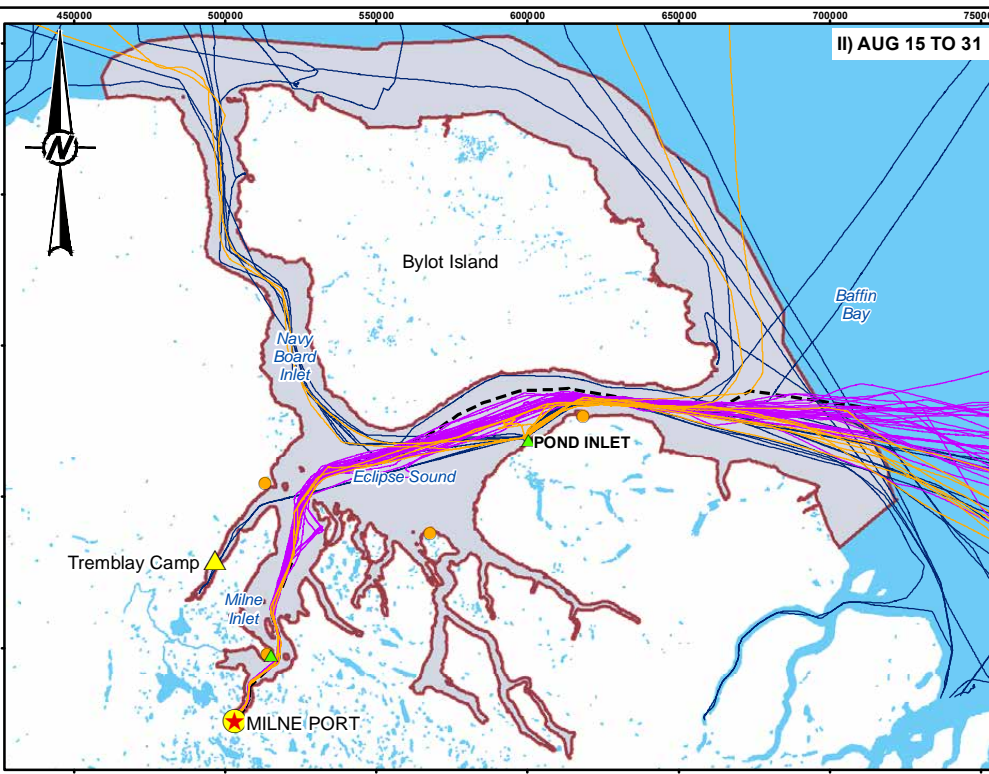 450000
500000
550000
600000
650000
700000
II) AUG 15 TO 31
N
Bylot Island
Baffin
Bay
Navy
Board
Inlet
POND INLET
Eclipse Sound
Tremblay Camp
Milne
Inlet
MILNE PORT